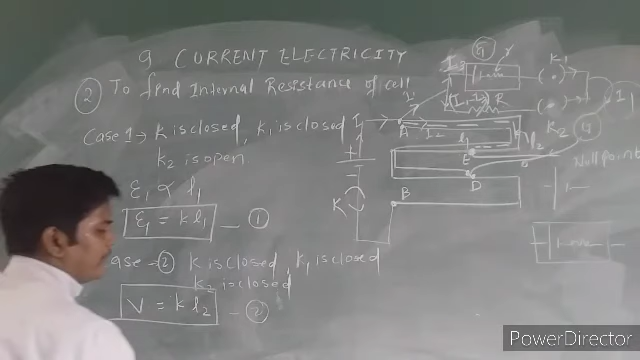 9 CURRENT ELECTRICITY
② To find Internal Resistance of cell
Case I → K is closed, K₁ is closed
K₂ is open
ε₁ ∝ l₁
ε₁ = k l₁ — ①
ase → ② K is closed, K₁ is closed
K₂ is closed
V = k l₂ — ②
G
K₁
R
K₂
I
A
l₂
G
E
D
Null point
B
K
PowerDirector